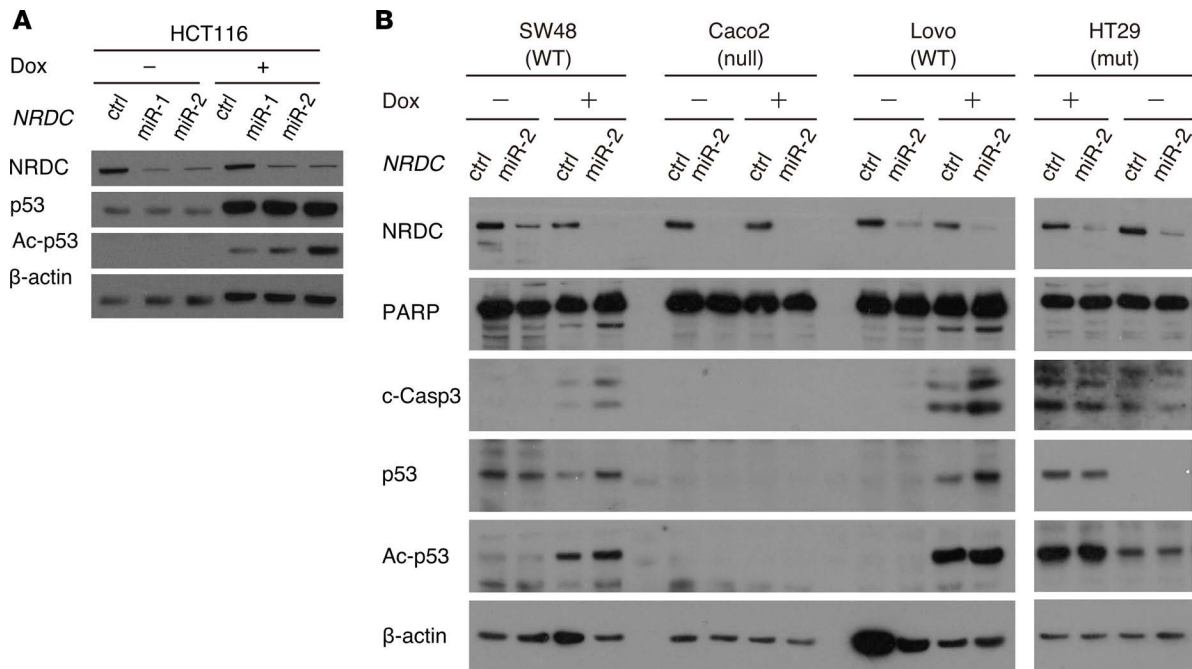 A
HCT116
Dox − +
NRDC ctrl miR-1 miR-2 ctrl miR-1 miR-2
NRDC
p53
Ac-p53
β-actin
B
SW48 Caco2 Lovo HT29
(WT) (null) (WT) (mut)
Dox − + − + − + + −
NRDC ctrl miR-2 ctrl miR-2 ctrl miR-2 ctrl miR-2 ctrl miR-2 ctrl miR-2 ctrl miR-2 ctrl miR-2
NRDC
PARP
c-Casp3
p53
Ac-p53
β-actin